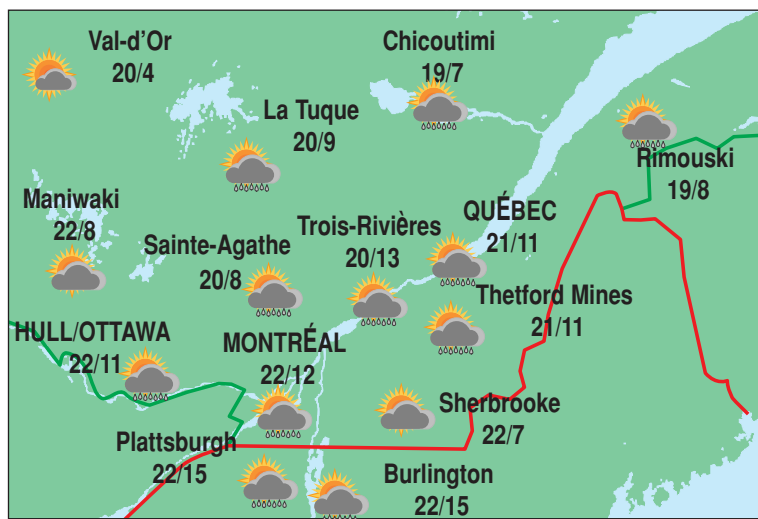 Val-d'Or
20/4
Chicoutimi
19/7
La Tuque
20/9
Rimouski
19/8
Maniwaki
22/8
Sainte-Agathe
20/8
Trois-Rivières
20/13
QUÉBEC
21/11
Thetford Mines
21/11
HULL/OTTAWA
22/11
MONTRÉAL
22/12
Sherbrooke
22/7
Plattsburgh
22/15
Burlington
22/15